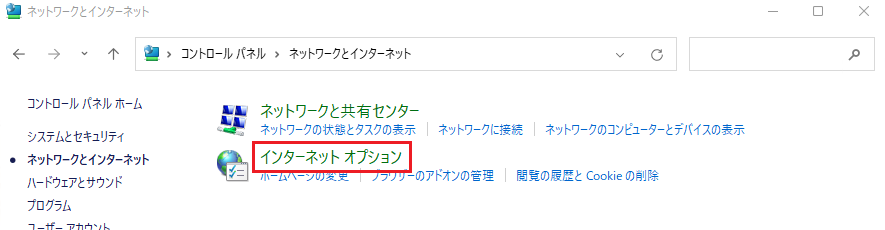 ネットワークとインターネット
コントロール パネル ネットワークとインターネット
コントロール パネル ホーム
システムとセキュリティ
ネットワークとインターネット
ハードウェアとサウンド
プログラム
ユーザー アカウント
ネットワークと共有センター
ネットワークの状態とタスクの表示 ネットワークに接続 ネットワークのコンピューターとデバイスの表示
インターネット オプション
ホームページの変更 ブラウザーのアドオンの管理 閲覧の履歴と Cookie の削除